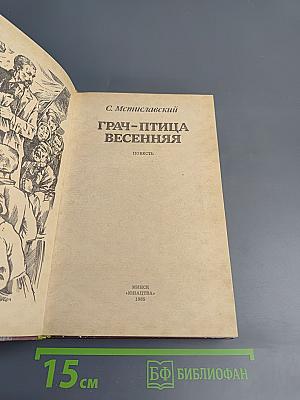 С. Мстиславский
ГРАЧ-ПТИЦА
ВЕСЕННЯЯ
ПОВЕСТЬ
МИНСК
«ЮНАЦТВА»
1985
15 см
БФ БИБЛИОФАН